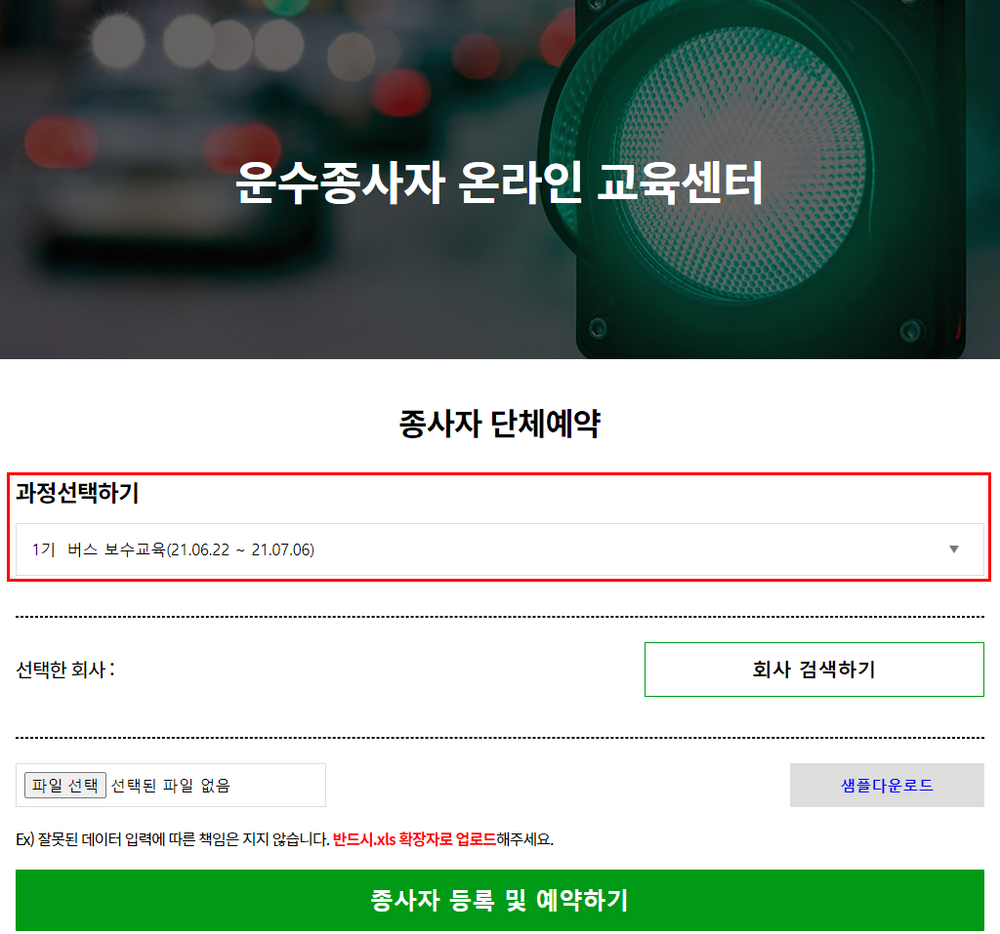 운수종사자 온라인 교육센터
종사자 단체예약
과정선택하기
1기 버스 보수교육(21.06.22 ~ 21.07.06)
선택한 회사 :
회사 검색하기
파일 선택 선택된 파일 없음
샘플다운로드
Ex) 잘못된 데이터 입력에 따른 책임은 지지 않습니다. 반드시.xls 확장자로 업로드해주세요.
종사자 등록 및 예약하기